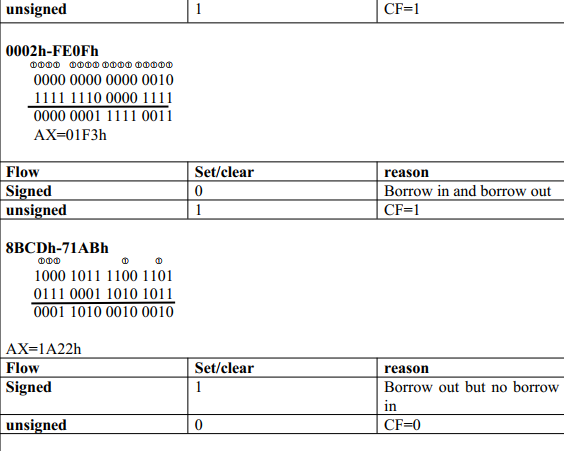 unsigned 1 CF=1
0002h-FE0Fh
①①①① ①①①① ①①①① ①①①①①
0000 0000 0000 0010
1111 1110 0000 1111
0000 0001 1111 0011
AX=01F3h
Flow Set/clear reason
Signed 0 Borrow in and borrow out
unsigned 1 CF=1
8BCDh-71ABh
①①① ① ①
1000 1011 1100 1101
0111 0001 1010 1011
0001 1010 0010 0010
AX=1A22h
Flow Set/clear reason
Signed 1 Borrow out but no borrow
in
unsigned 0 CF=0